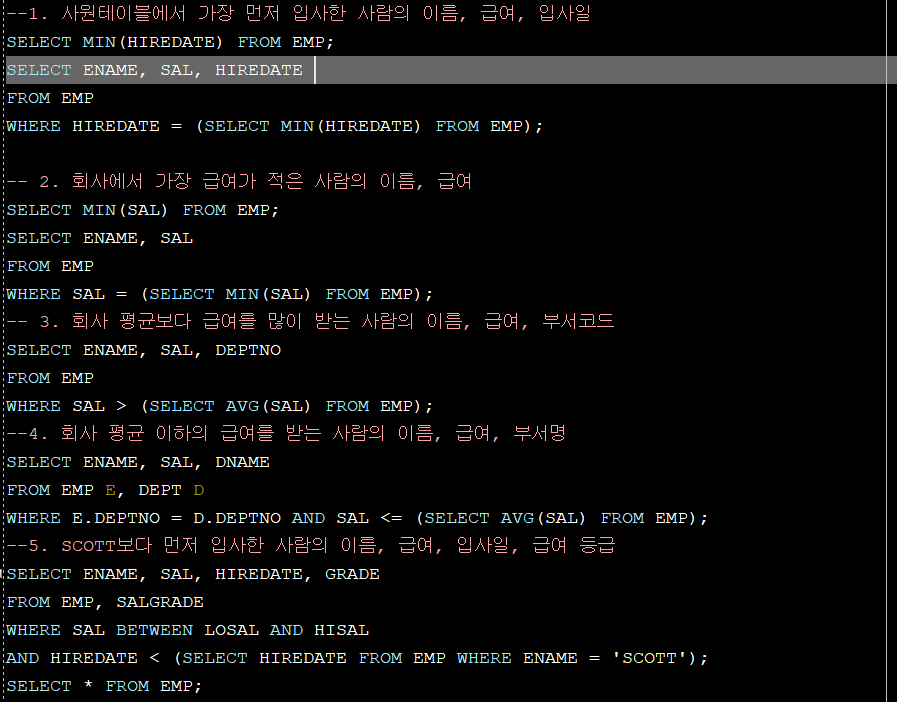 --1. 사원테이블에서 가장 먼저 입사한 사람의 이름, 급여, 입사일
SELECT MIN(HIREDATE) FROM EMP;
SELECT ENAME, SAL, HIREDATE
FROM EMP
WHERE HIREDATE = (SELECT MIN(HIREDATE) FROM EMP);
-- 2. 회사에서 가장 급여가 적은 사람의 이름, 급여
SELECT MIN(SAL) FROM EMP;
SELECT ENAME, SAL
FROM EMP
WHERE SAL = (SELECT MIN(SAL) FROM EMP);
-- 3. 회사 평균보다 급여를 많이 받는 사람의 이름, 급여, 부서코드
SELECT ENAME, SAL, DEPTNO
FROM EMP
WHERE SAL > (SELECT AVG(SAL) FROM EMP);
--4. 회사 평균 이하의 급여를 받는 사람의 이름, 급여, 부서명
SELECT ENAME, SAL, DNAME
FROM EMP E, DEPT D
WHERE E.DEPTNO = D.DEPTNO AND SAL <= (SELECT AVG(SAL) FROM EMP);
--5. SCOTT보다 먼저 입사한 사람의 이름, 급여, 입사일, 급여 등급
SELECT ENAME, SAL, HIREDATE, GRADE
FROM EMP, SALGRADE
WHERE SAL BETWEEN LOSAL AND HISAL
AND HIREDATE < (SELECT HIREDATE FROM EMP WHERE ENAME = 'SCOTT');
SELECT * FROM EMP;